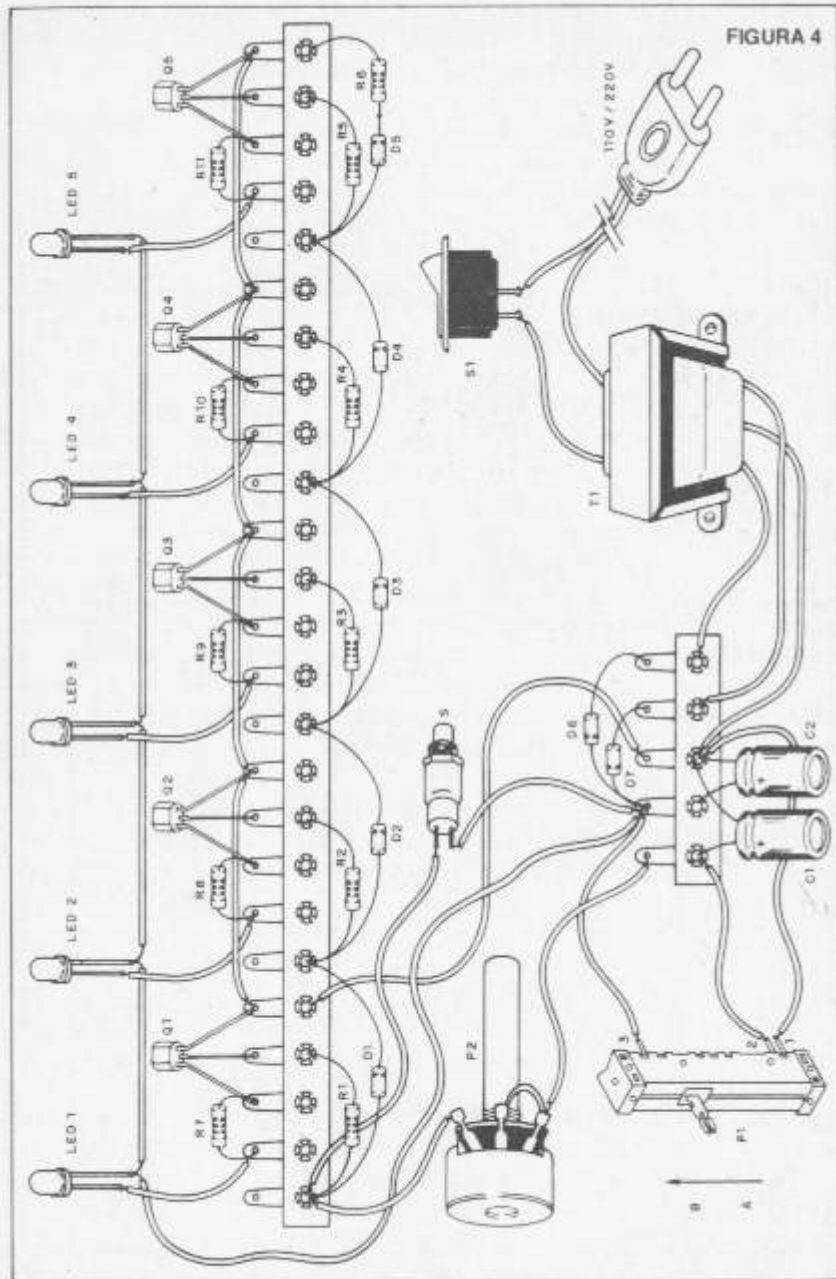 FIGURA 4
LED 1
LED 2
LED 3
LED 4
LED 5
Q1
Q2
Q3
Q4
Q5
R7
R8
R9
R10
R11
R1
R2
R3
R4
R5
R6
D1
D2
D3
D4
D5
110V / 220V
S1
T1
S
P2
D6
D7
+
+
C1
C2
3
2
1
P1
B
A